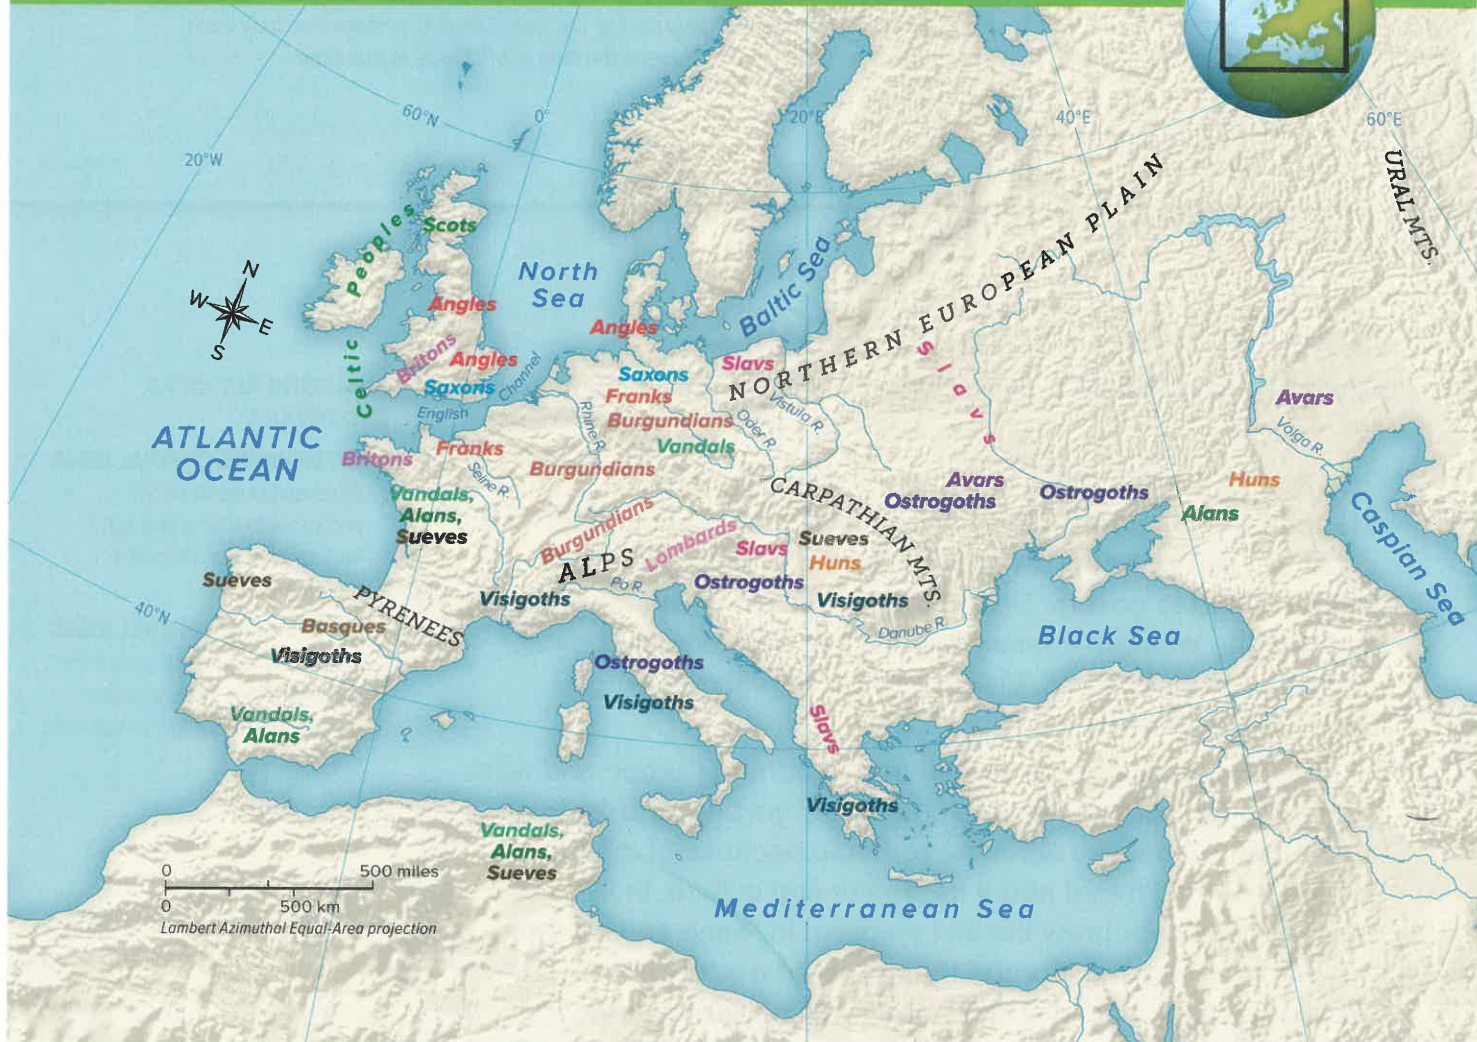 60°N
0°
20°E
40°E
60°E
20°W
URAL MTS.
NORTHERN EUROPEAN PLAIN
Celtic Peoples
Scots
N
W
E
S
North
Sea
Baltic Sea
Angles
Angles
Britons
Angles
Saxons
English Channel
Slavs
Saxons
Franks
Burgundians
Vandals
Rhine R.
Oder R.
Vistula R.
Slavs
Avars
Volga R.
ATLANTIC
OCEAN
Britons
Franks
Seine R.
Burgundians
Vandals,
Alans,
Sueves
Burgundians
ALPS
Lombards
Slavs
CARPATHIAN MTS.
Sueves
Huns
Avars
Ostrogoths
Ostrogoths
Huns
Alans
Caspian Sea
Sueves
40°N
PYRENEES
Basques
Visigoths
Visigoths
Po R.
Ostrogoths
Visigoths
Danube R.
Black Sea
Ostrogoths
Visigoths
Vandals,
Alans
Slavs
Visigoths
Vandals,
Alans,
Sueves
0 500 miles
0 500 km
Lambert Azimuthal Equal-Area projection
Mediterranean Sea